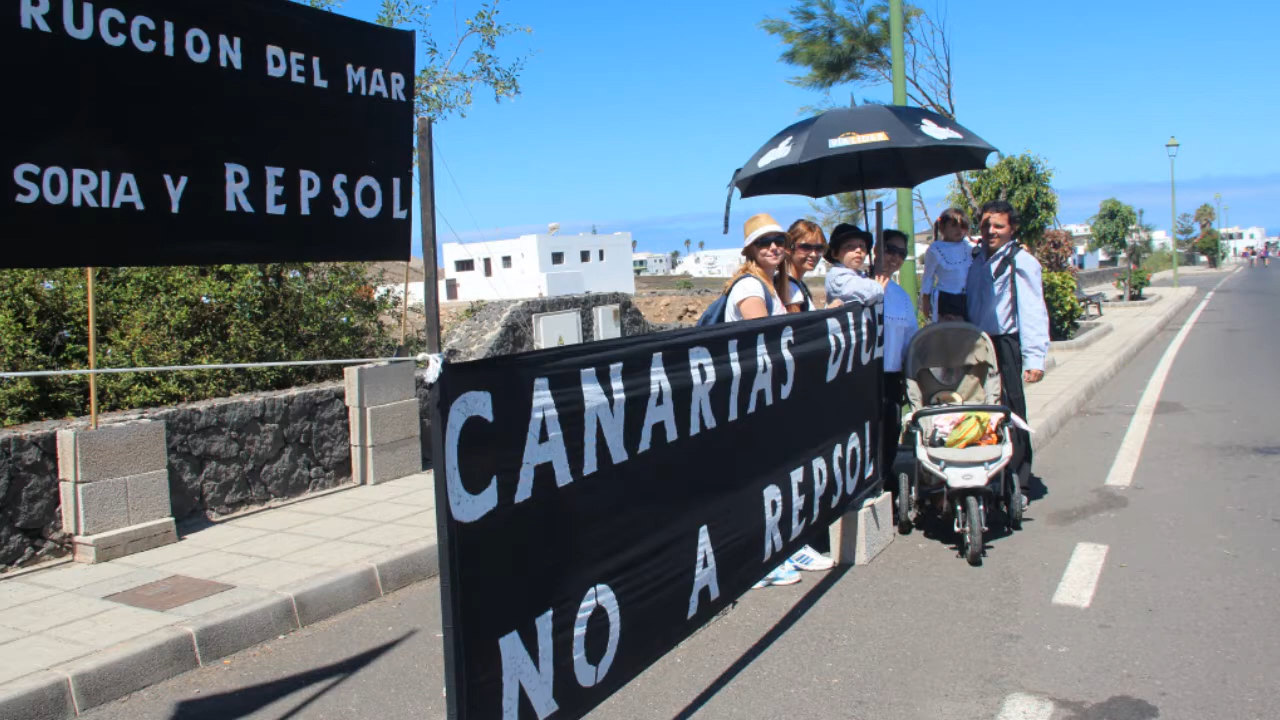 RUCCION DEL MAR
SORIA Y REPSOL
CANARIAS DICE
NO A REPSOL